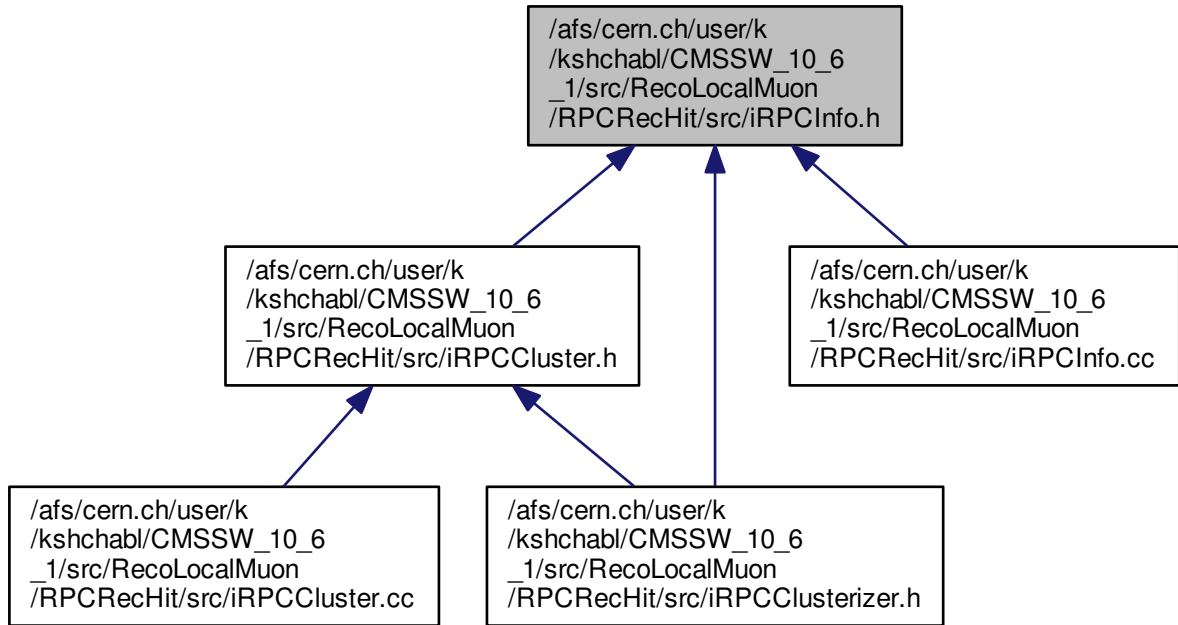 /afs/cern.ch/user/k
/kshchabl/CMSSW_10_6
_1/src/RecoLocalMuon
/RPCRecHit/src/iRPCInfo.h
/afs/cern.ch/user/k
/kshchabl/CMSSW_10_6
_1/src/RecoLocalMuon
/RPCRecHit/src/iRPCCluster.h
/afs/cern.ch/user/k
/kshchabl/CMSSW_10_6
_1/src/RecoLocalMuon
/RPCRecHit/src/iRPCInfo.cc
/afs/cern.ch/user/k
/kshchabl/CMSSW_10_6
_1/src/RecoLocalMuon
/RPCRecHit/src/iRPCCluster.cc
/afs/cern.ch/user/k
/kshchabl/CMSSW_10_6
_1/src/RecoLocalMuon
/RPCRecHit/src/iRPCClusterizer.h